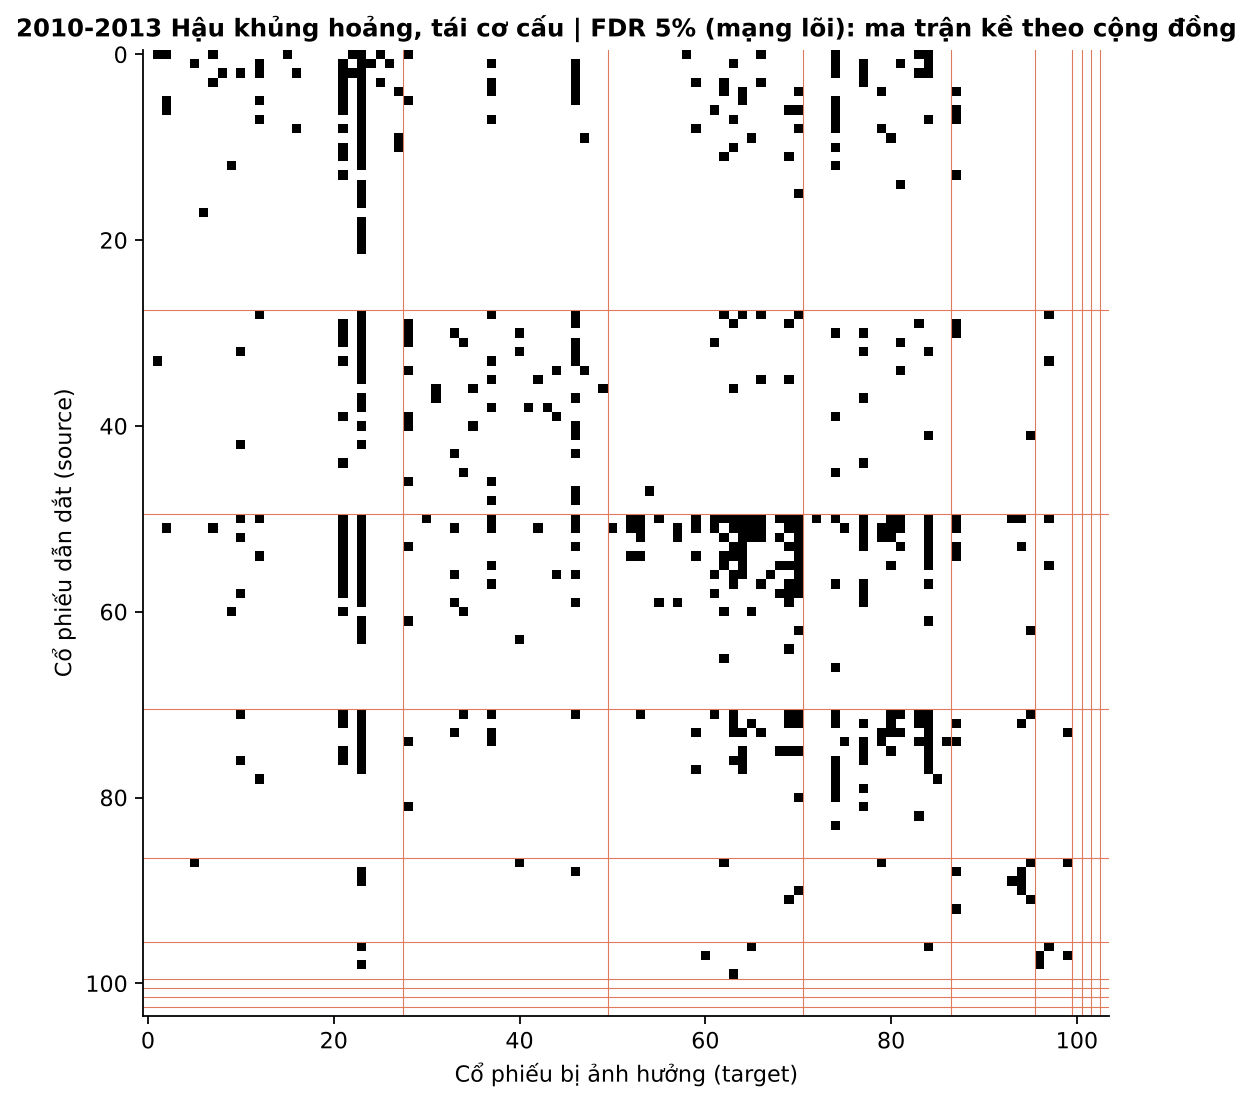 2010-2013 Hậu khủng hoảng, tái cơ cấu | FDR 5% (mạng lõi): ma trận kề theo cộng đồng
0
20
40
60
80
100
Cổ phiếu dẫn dắt (source)
0 20 40 60 80 100
Cổ phiếu bị ảnh hưởng (target)